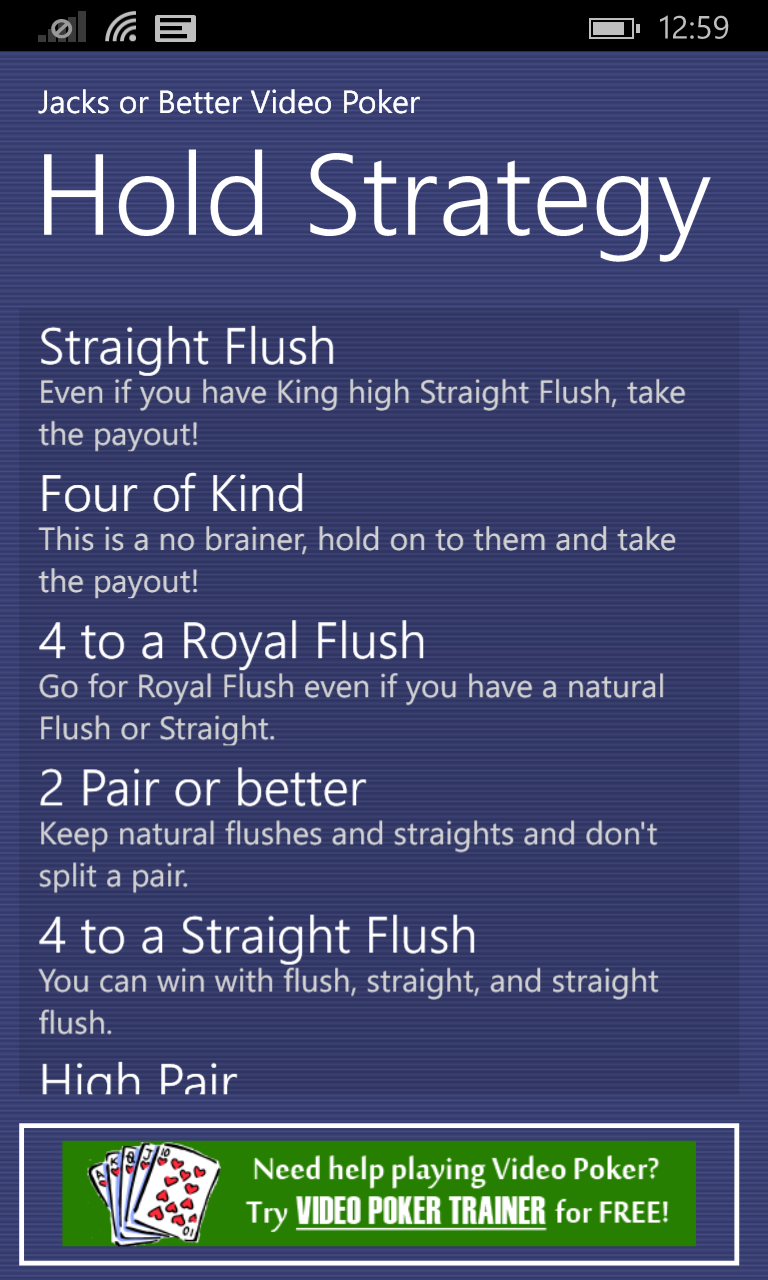 12:59
Jacks or Better Video Poker
Hold Strategy
Straight Flush
Even if you have King high Straight Flush, take
the payout!
Four of Kind
This is a no brainer, hold on to them and take
the payout!
4 to a Royal Flush
Go for Royal Flush even if you have a natural
Flush or Straight.
2 Pair or better
Keep natural flushes and straights and don't
split a pair.
4 to a Straight Flush
You can win with flush, straight, and straight
flush.
High Pair
A K Q J 10
10
Need help playing Video Poker?
Try VIDEO POKER TRAINER for FREE!